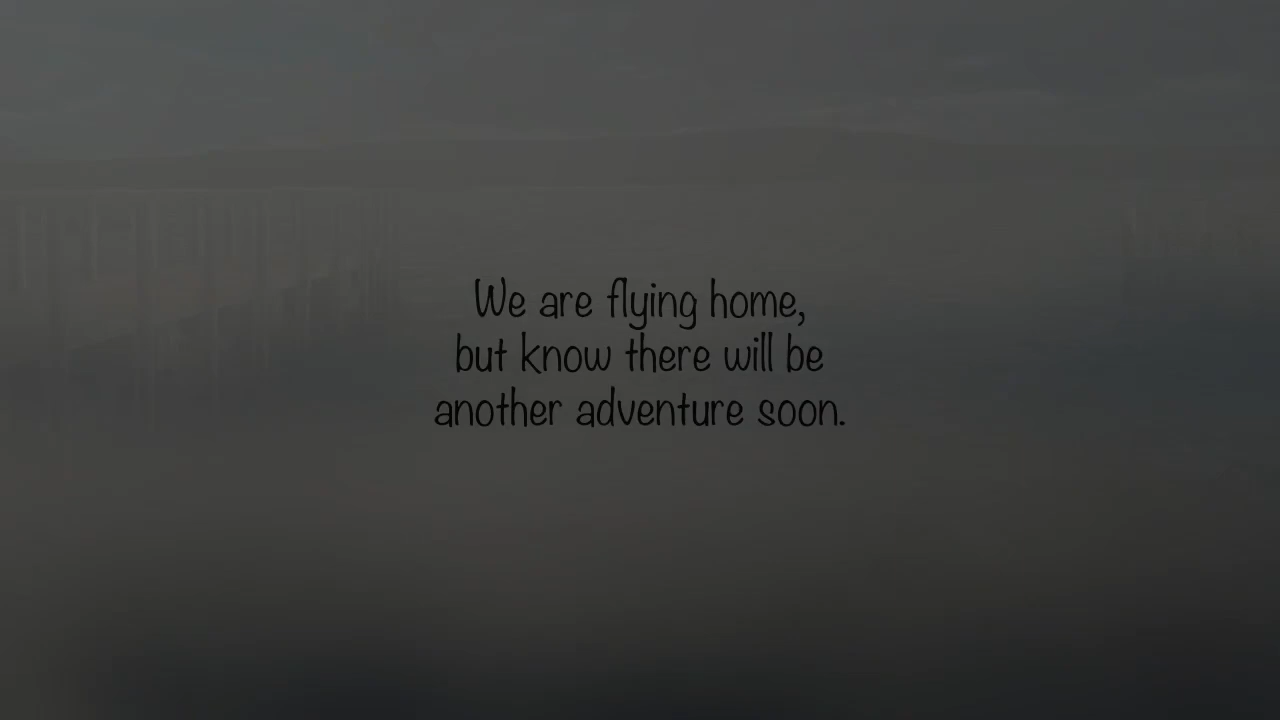 We are flying home,
but know there will be
another adventure soon.